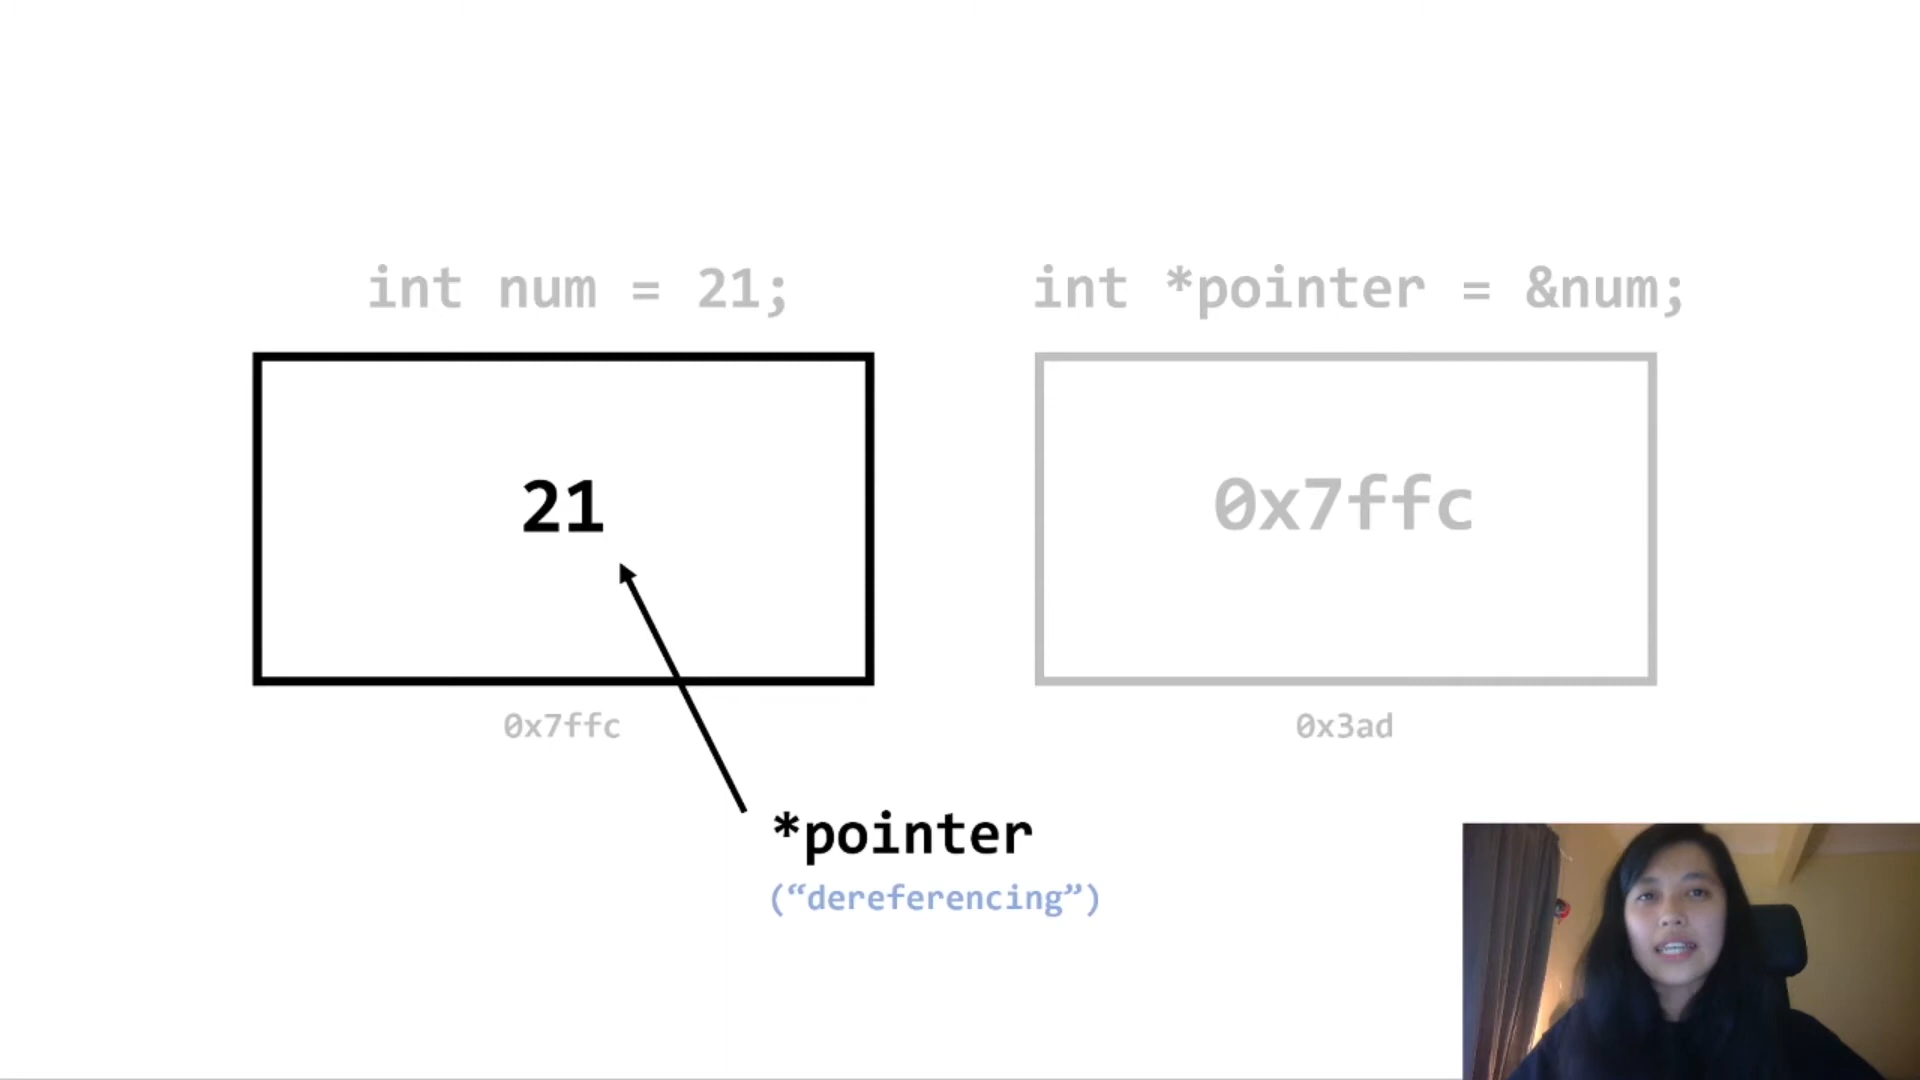 int num = 21;
int *pointer = &num;
21
0x7ffc
0x7ffc
0x3ad
*pointer
(“dereferencing”)